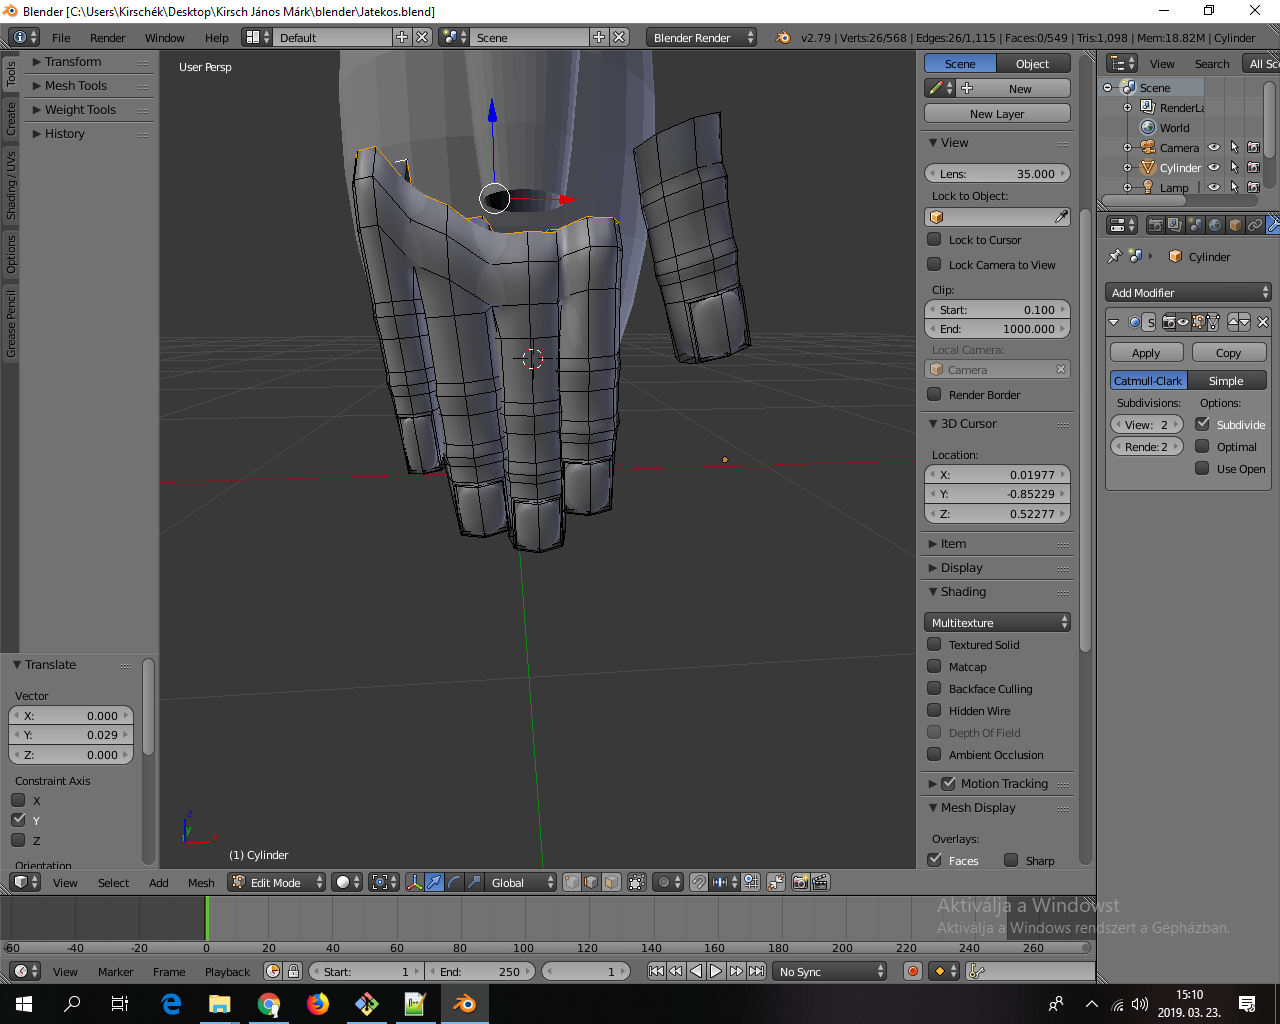 Blender [C:\Users\Kirschék\Desktop\Kirsch János Márk\blender\Jatekos.blend]
File Render Window Help Default Scene Blender Render v2.79 | Verts:26/568 | Edges:26/1,115 | Faces:0/549 | Tris:1,098 | Mem:18.82M | Cylinder
Tools
Create
Shading / UVs
Options
Grease Pencil
Transform
Mesh Tools
Weight Tools
History
User Persp
Translate
Vector
X: 0.000
Y: 0.029
Z: 0.000
Constraint Axis
X
Y
Z
Orientation
z
y
x
(1) Cylinder
Scene Object
New
New Layer
View
Lens: 35.000
Lock to Object:
Lock to Cursor
Lock Camera to View
Clip:
Start: 0.100
End: 1000.000
Local Camera:
Camera
Render Border
3D Cursor
Location:
X: 0.01977
Y: -0.85229
Z: 0.52277
Item
Display
Shading
Multitexture
Textured Solid
Matcap
Backface Culling
Hidden Wire
Depth Of Field
Ambient Occlusion
Motion Tracking
Mesh Display
Overlays:
Faces Sharp
View Search All Sc
Scene
RenderLa
World
Camera
Cylinder
Lamp
Cylinder
Add Modifier
S
Apply Copy
Catmull-Clark Simple
Subdivisions: Options:
View: 2 Subdivide
Rende: 2 Optimal
Use Open
View Select Add Mesh Edit Mode Global
Aktiválja a Windowst
Aktiválja a Windows rendszert a Gépházban.
-60 -40 -20 0 20 40 60 80 100 120 140 160 180 200 220 240 260
View Marker Frame Playback Start: 1 End: 250 1 No Sync
15:10
2019. 03. 23.